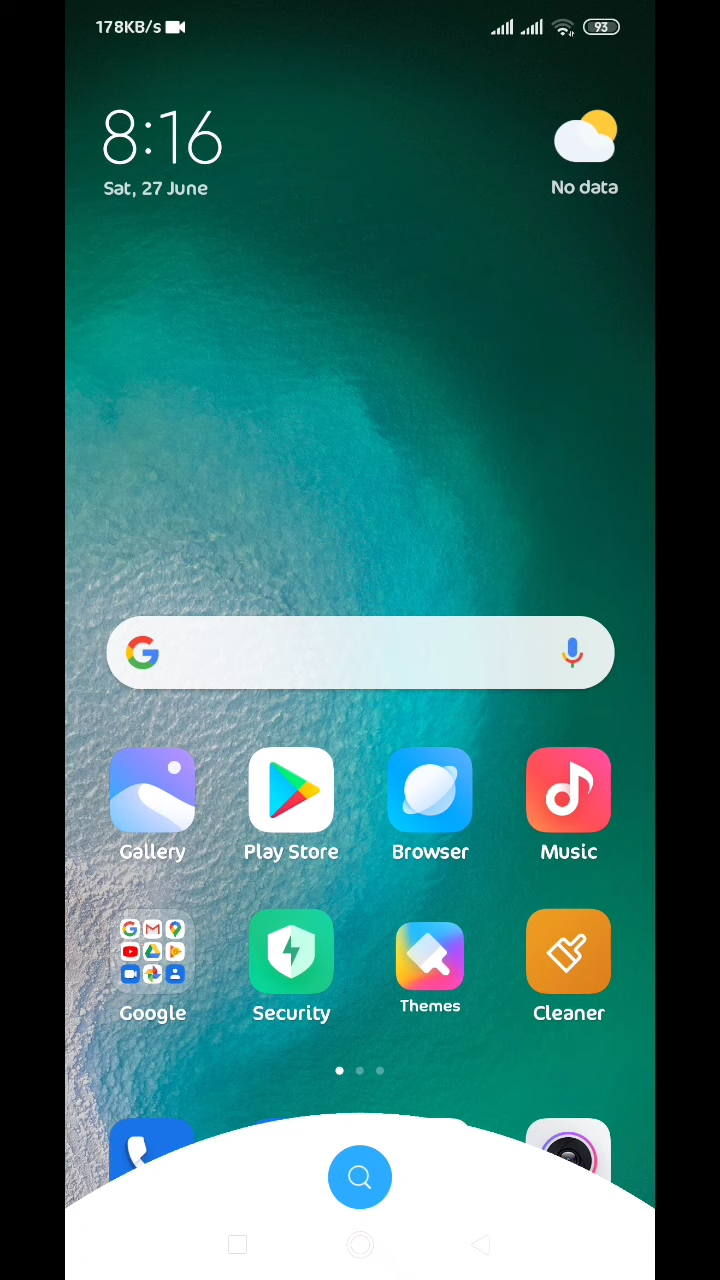 178KB/s
93
8:16
Sat, 27 June
No data
Gallery
Play Store
Browser
Music
Google
Security
Themes
Cleaner